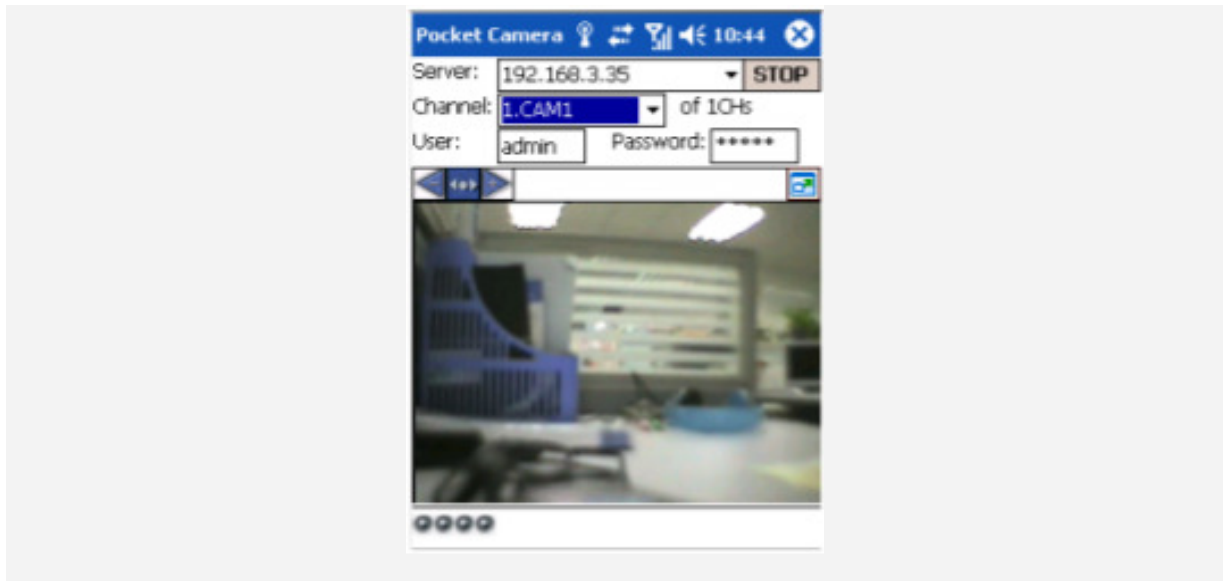 Pocket Camera 10:44
Server: 192.168.3.35 STOP
Channel: 1.CAM1 of 1CHs
User: admin Password: *****